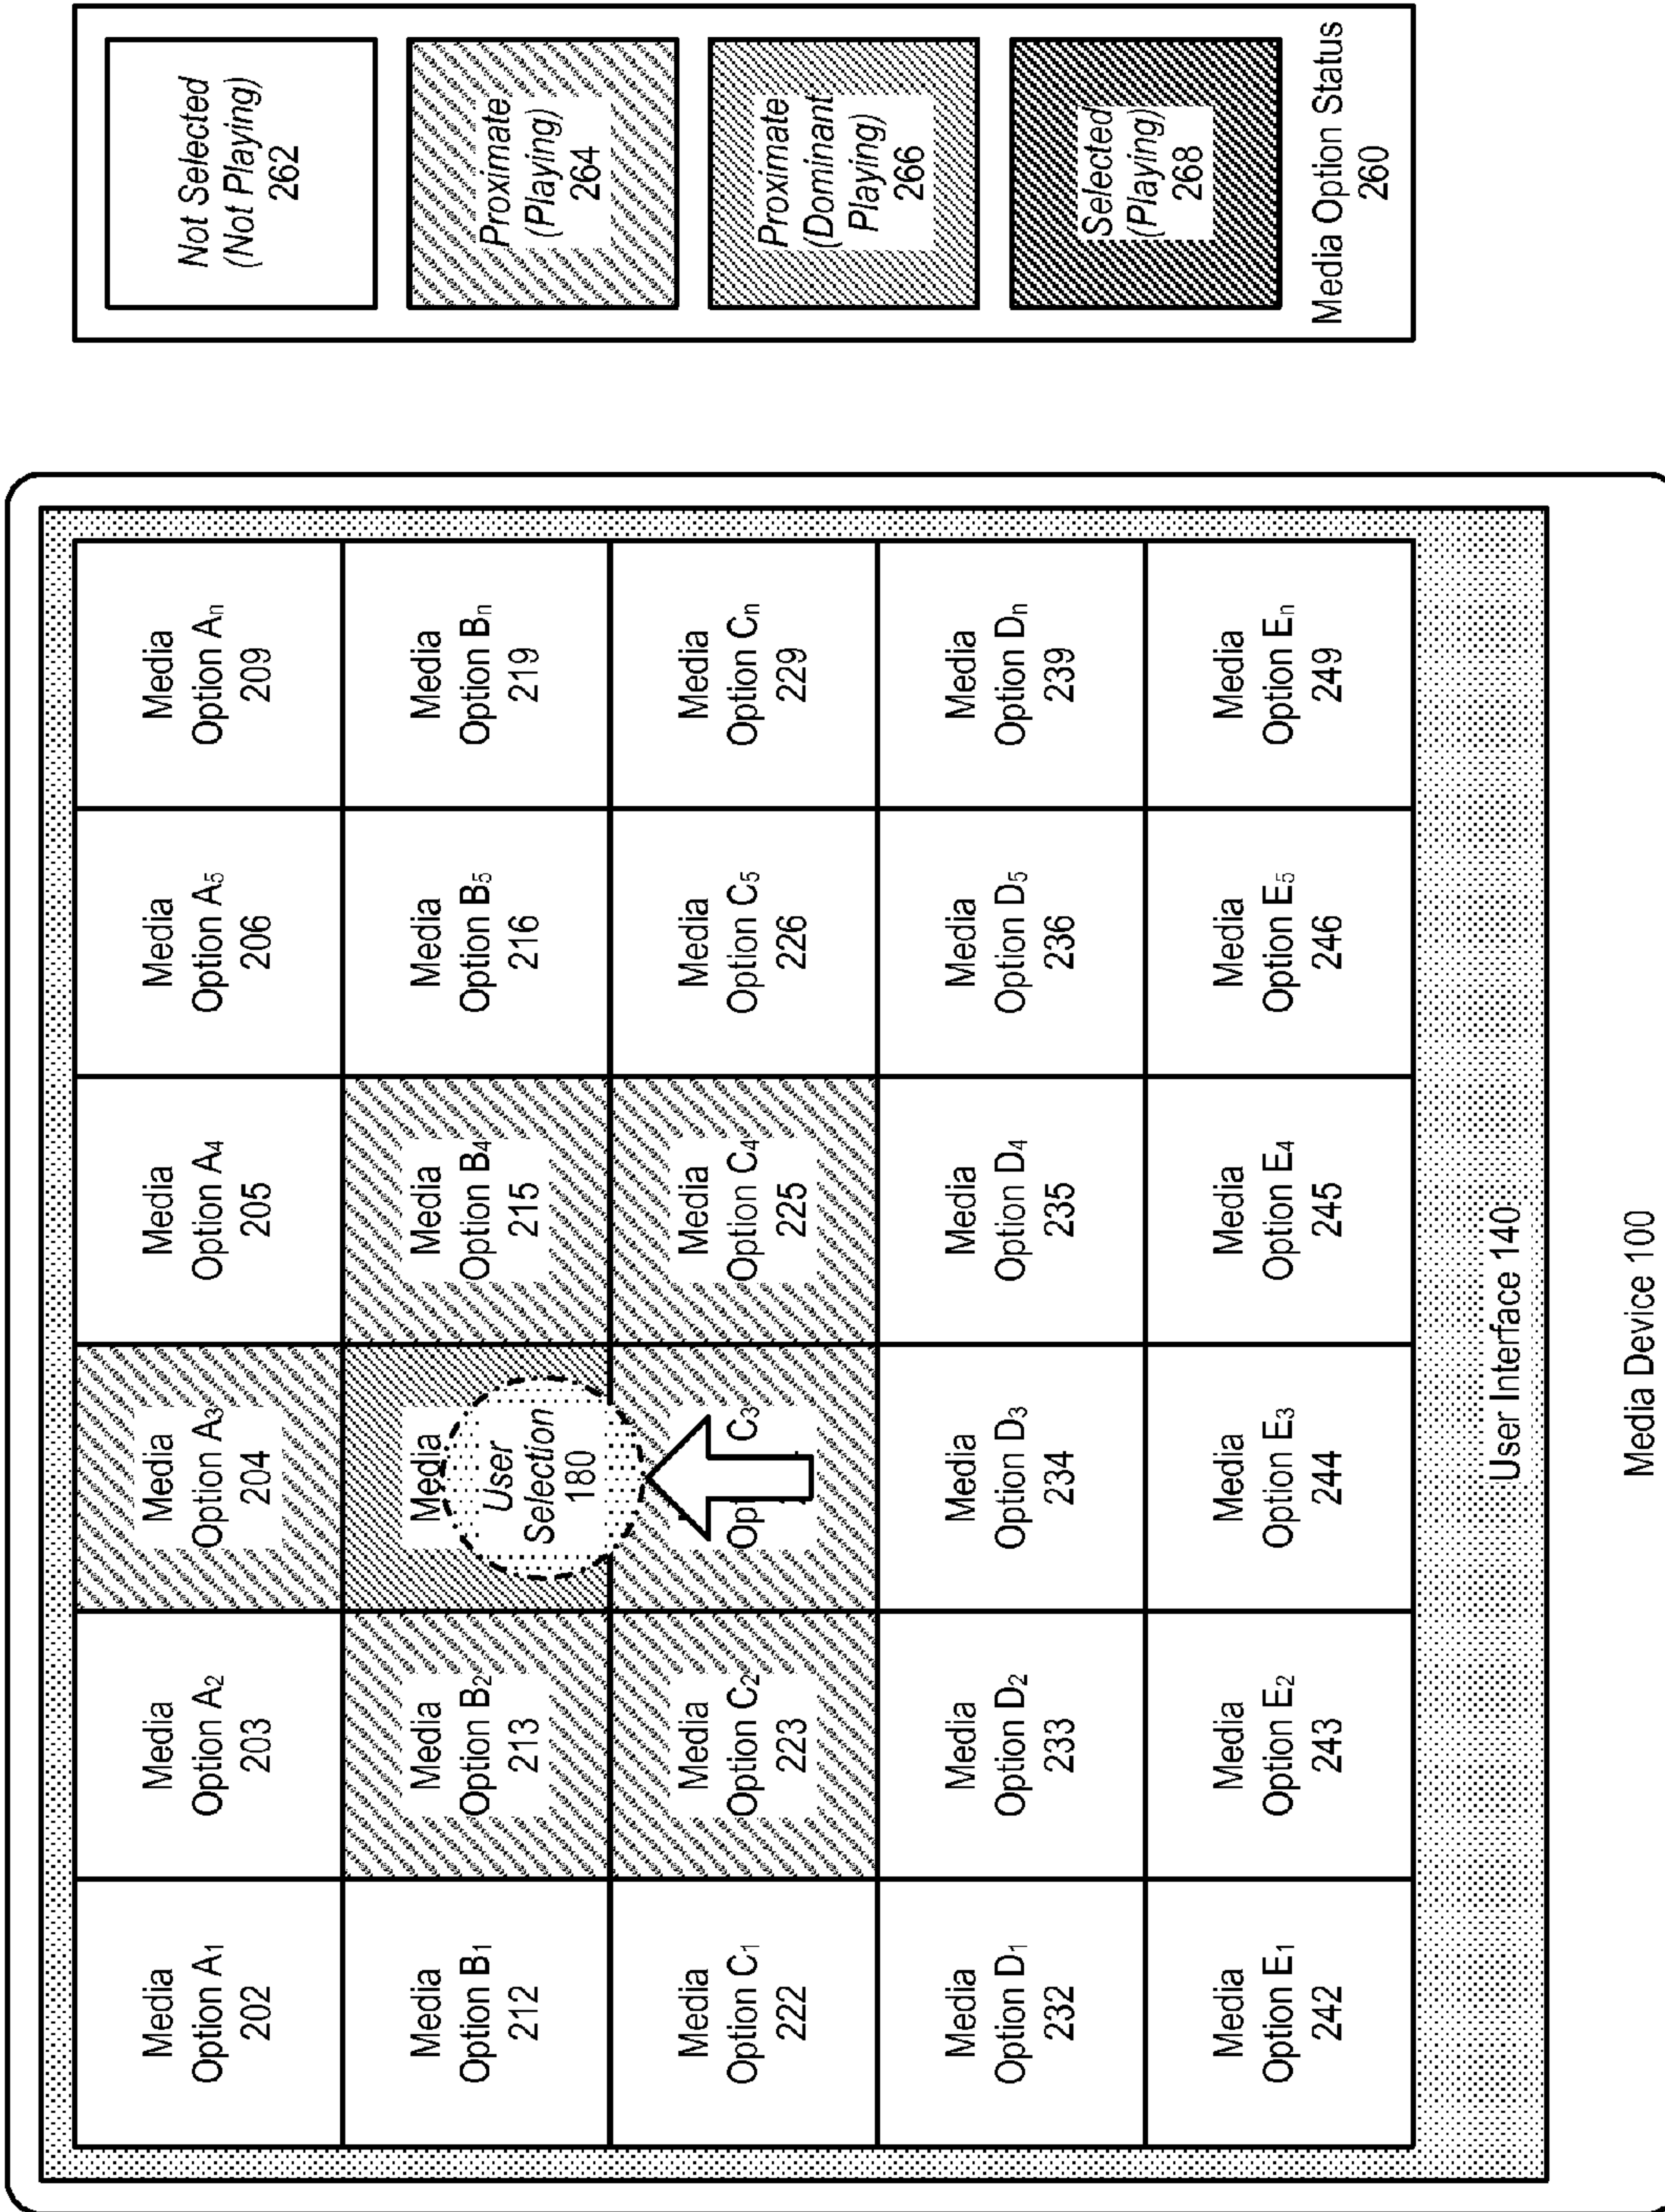 Media
Option A1
202
Media
Option A2
203
Media
Option A3
204
Media
Option A4
205
Media
Option A5
206
Media
Option An
209
Media
Option B1
212
Media
Option B2
213
Media
User
Selection
180
Media
Option B4
215
Media
Option B5
216
Media
Option Bn
219
Media
Option C1
222
Media
Option C2
223
C3
Media
Option C4
225
Media
Option C5
226
Media
Option Cn
229
Media
Option D1
232
Media
Option D2
233
Media
Option D3
234
Media
Option D4
235
Media
Option D5
236
Media
Option Dn
239
Media
Option E1
242
Media
Option E2
243
Media
Option E3
244
Media
Option E4
245
Media
Option E5
246
Media
Option En
249
User Interface 140
Media Device 100
Not Selected
(Not Playing)
262
Proximate
(Playing)
264
Proximate
(Dominant
Playing)
266
Selected
(Playing)
268
Media Option Status
260